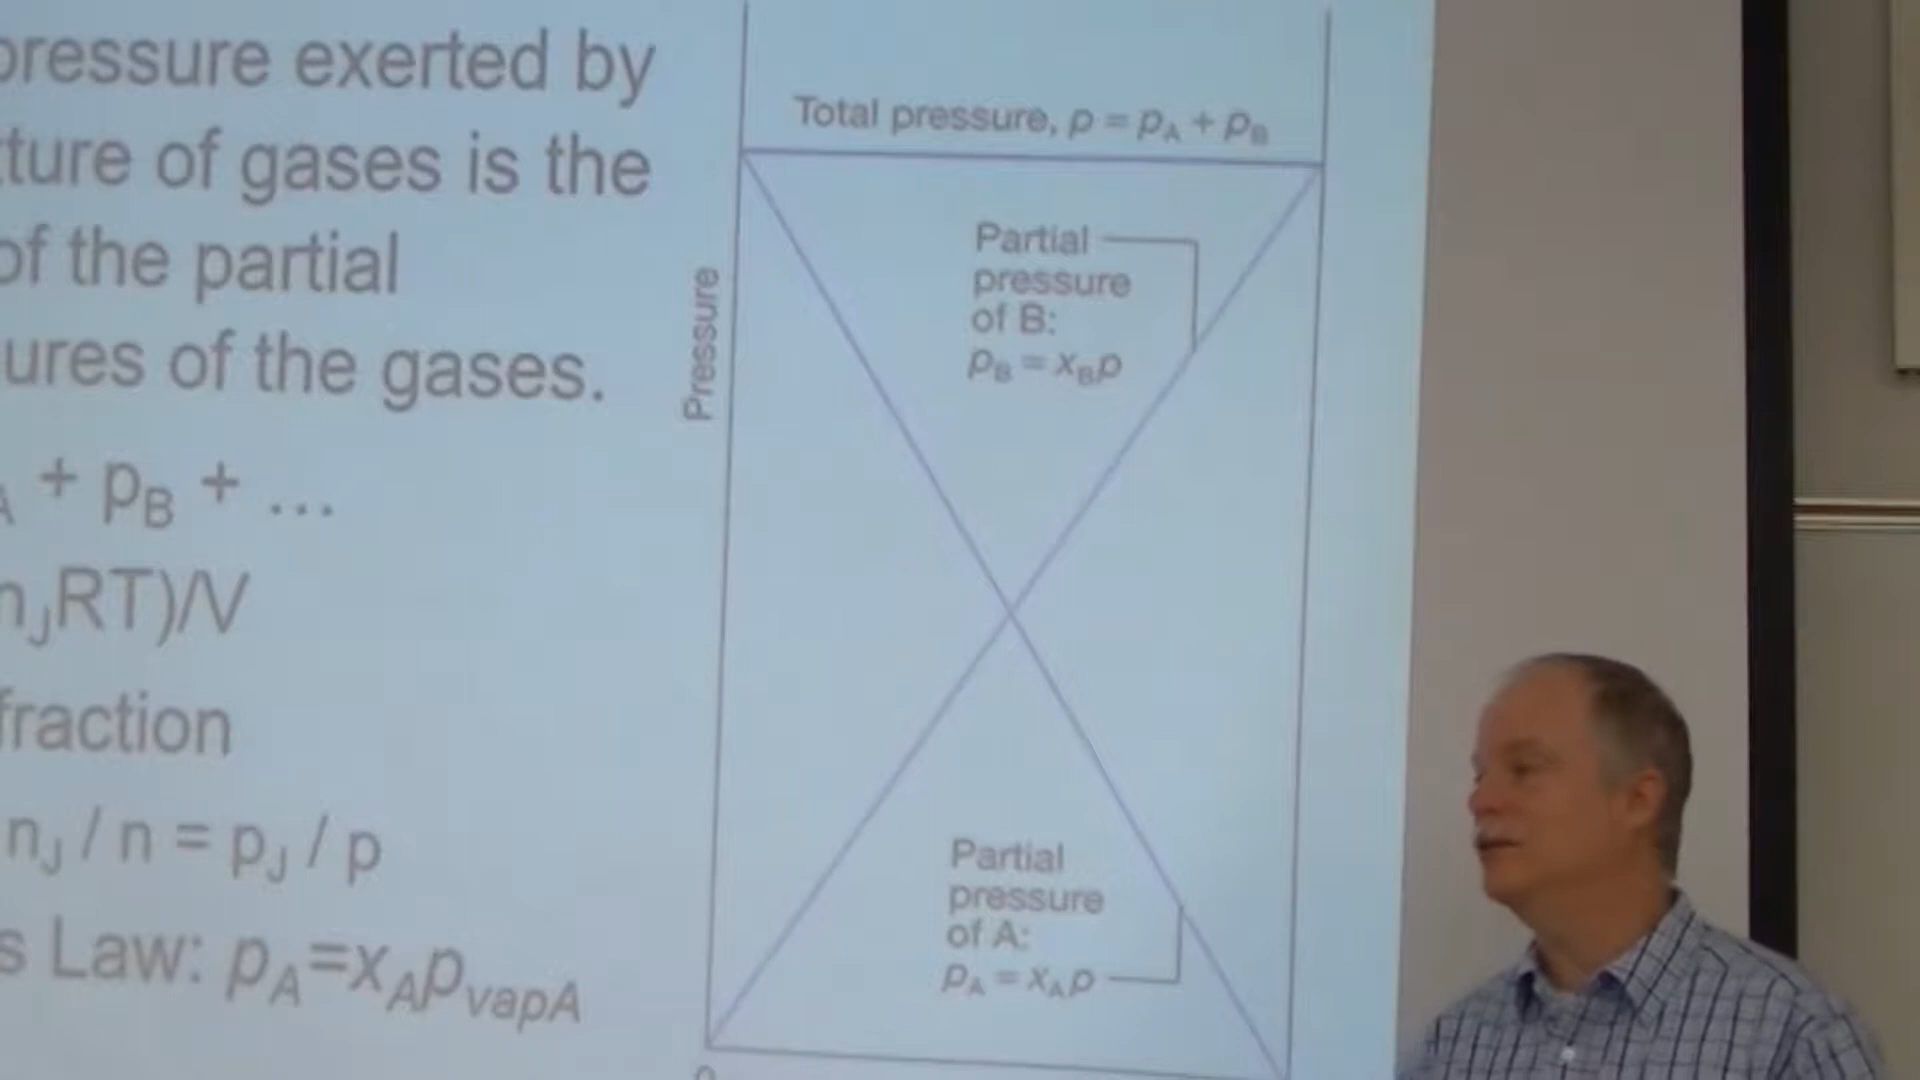 pressure exerted by
ture of gases is the
of the partial
ures of the gases.
A + pB + ...
nJRT)/V
fraction
nJ / n = pJ / p
s Law: pA=xApvapA
Pressure
Total pressure, p = pA + pB
Partial
pressure
of B:
pB = xBp
Partial
pressure
of A:
pA = xAp
0